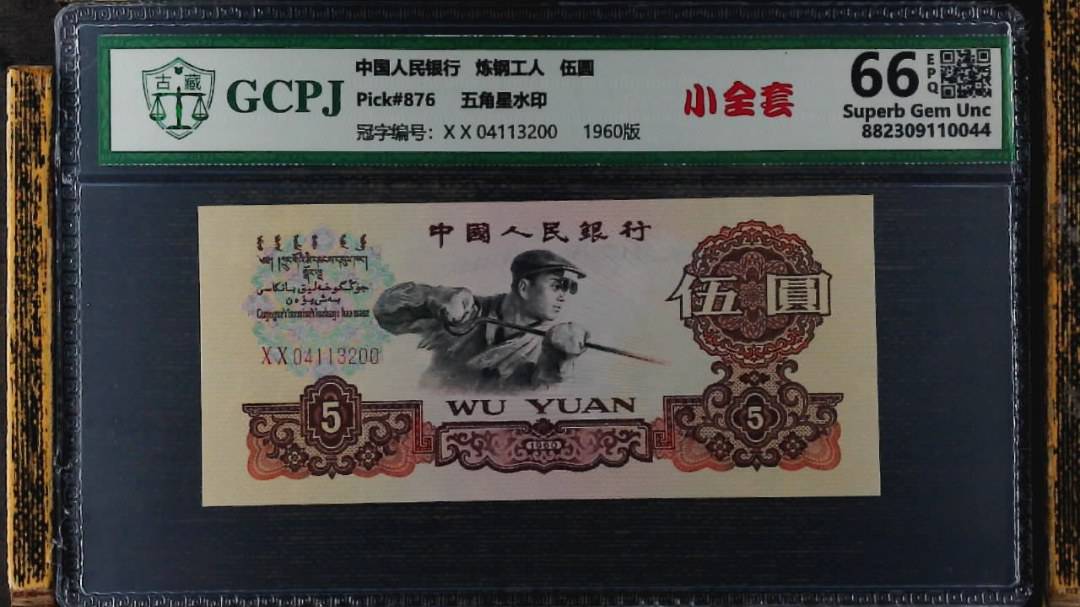 古藏
GCPJ
中国人民银行 炼钢工人 伍圆
Pick#876 五角星水印
冠字编号: X X 04113200 1960版
小全套
66
EPQ
Superb Gem Unc
882309110044
中國人民銀行
伍圓
X X 04113200
WU YUAN
5
1960
5